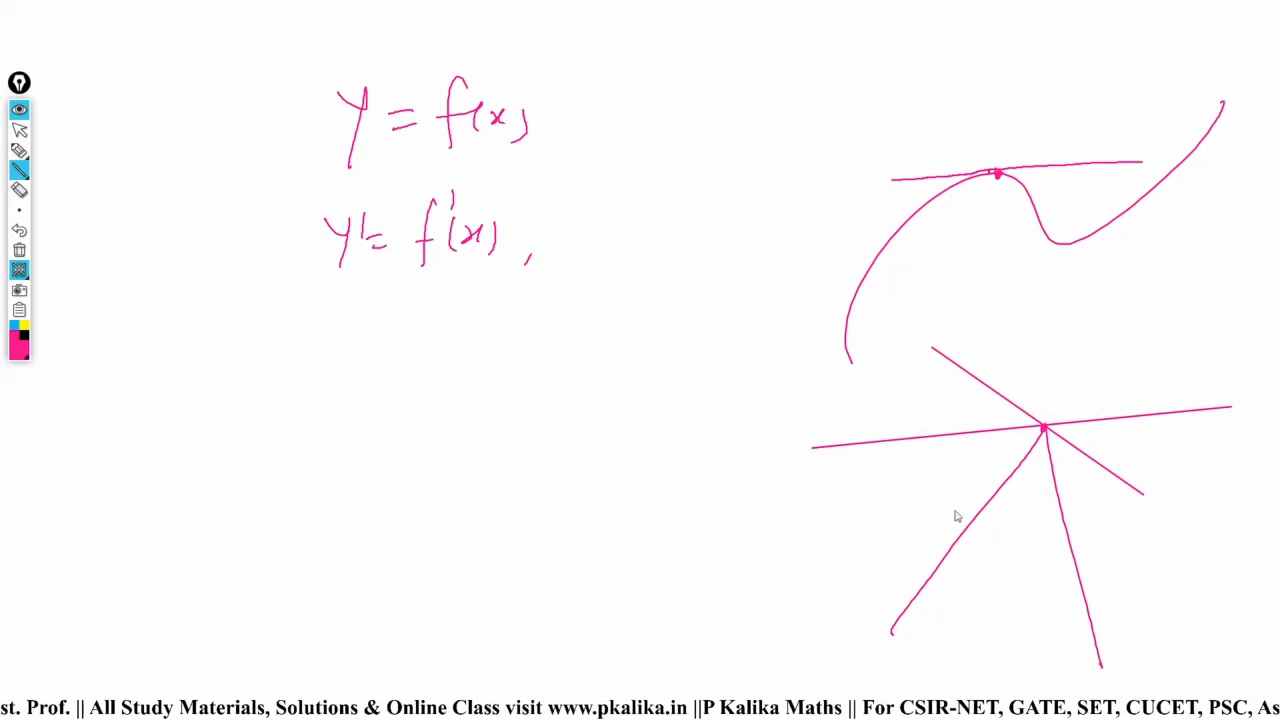 y = f(x)
y' = f'(x) ,
st. Prof. || All Study Materials, Solutions & Online Class visit www.pkalika.in ||P Kalika Maths || For CSIR-NET, GATE, SET, CUCET, PSC, As